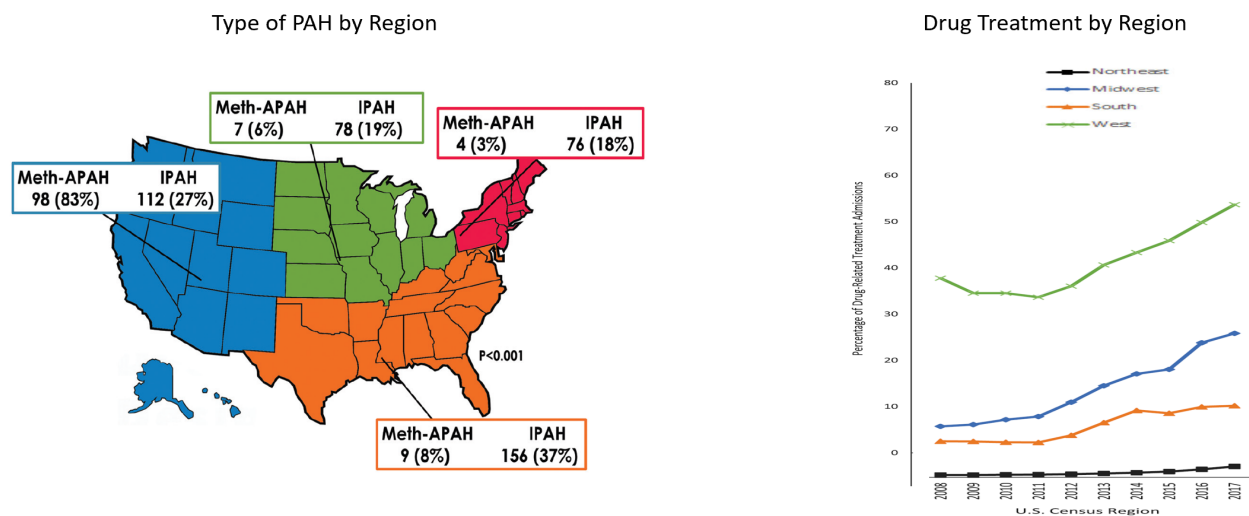 Type of PAH by Region
Meth-APAH IPAH
7 (6%) 78 (19%)
Meth-APAH IPAH
4 (3%) 76 (18%)
Meth-APAH IPAH
98 (83%) 112 (27%)
P<0.001
Meth-APAH IPAH
9 (8%) 156 (37%)
Drug Treatment by Region
Northeast
Midwest
South
West
Percentage of Drug-Related Treatment Admissions
80
70
60
50
40
30
20
10
0
2008 2009 2010 2011 2012 2013 2014 2015 2016 2017
U.S. Census Region